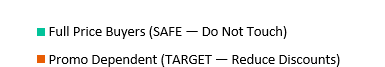 Full Price Buyers (SAFE — Do Not Touch)
Promo Dependent (TARGET — Reduce Discounts)